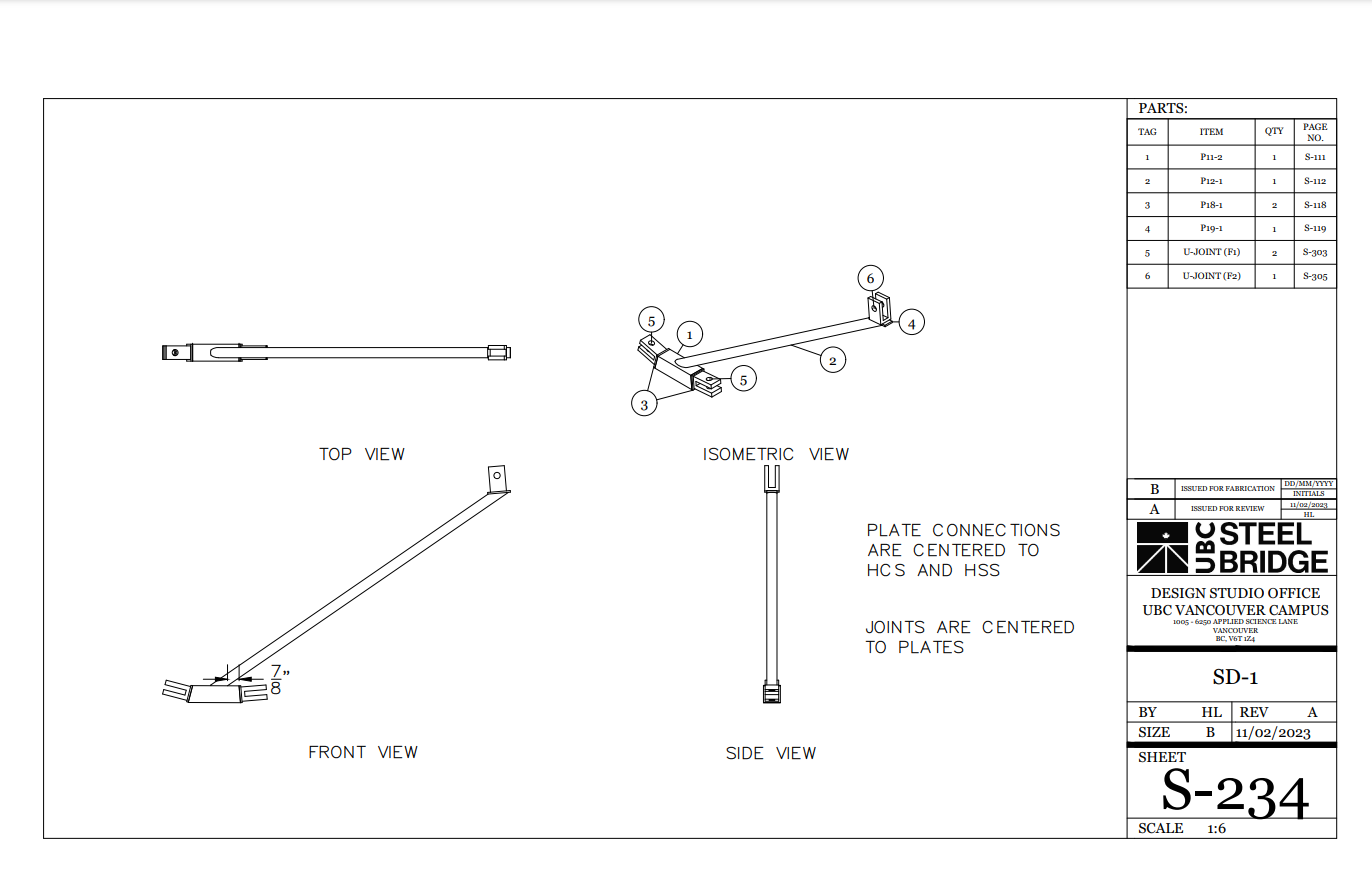 TOP VIEW
ISOMETRIC VIEW
5
1
6
4
2
5
3
7"
8
FRONT VIEW
SIDE VIEW
PLATE CONNECTIONS
ARE CENTERED TO
HCS AND HSS
JOINTS ARE CENTERED
TO PLATES
PARTS:
TAG ITEM QTY PAGE NO.
1 P11-2 1 S-111
2 P12-1 1 S-112
3 P18-1 2 S-118
4 P19-1 1 S-119
5 U-JOINT (F1) 2 S-303
6 U-JOINT (F2) 1 S-305
B ISSUED FOR FABRICATION DD/MM/YYYY
INITIALS
A ISSUED FOR REVIEW 11/02/2023
HL
UBC STEEL
BRIDGE
DESIGN STUDIO OFFICE
UBC VANCOUVER CAMPUS
1005 - 6250 APPLIED SCIENCE LANE
VANCOUVER
BC, V6T 1Z4
SD-1
BY HL REV A
SIZE B 11/02/2023
SHEET
S-234
SCALE 1:6